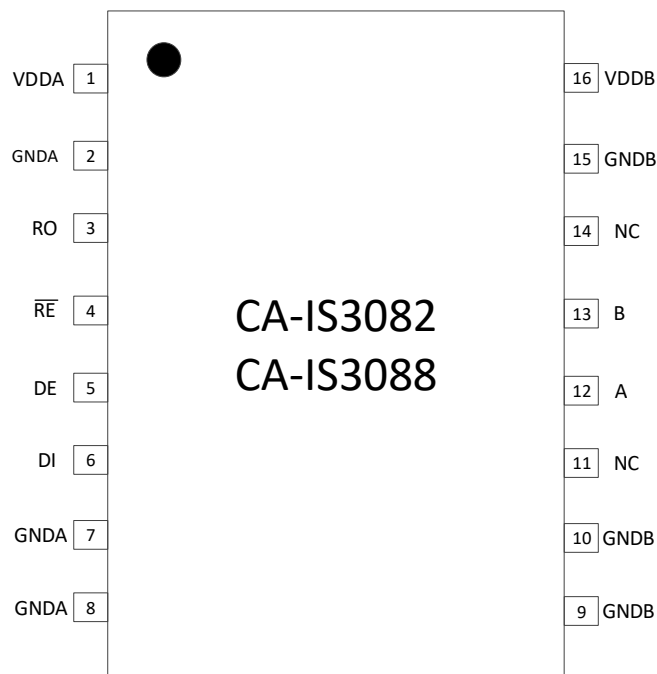 VDDA 1 16 VDDB
GNDA 2 15 GNDB
RO 3 14 NC
R̅E̅ 4 13 B
CA-IS3082
CA-IS3088
DE 5 12 A
DI 6 11 NC
GNDA 7 10 GNDB
GNDA 8 9 GNDB